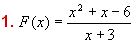 1. F(x) = (x² + x − 6)/(x + 3)